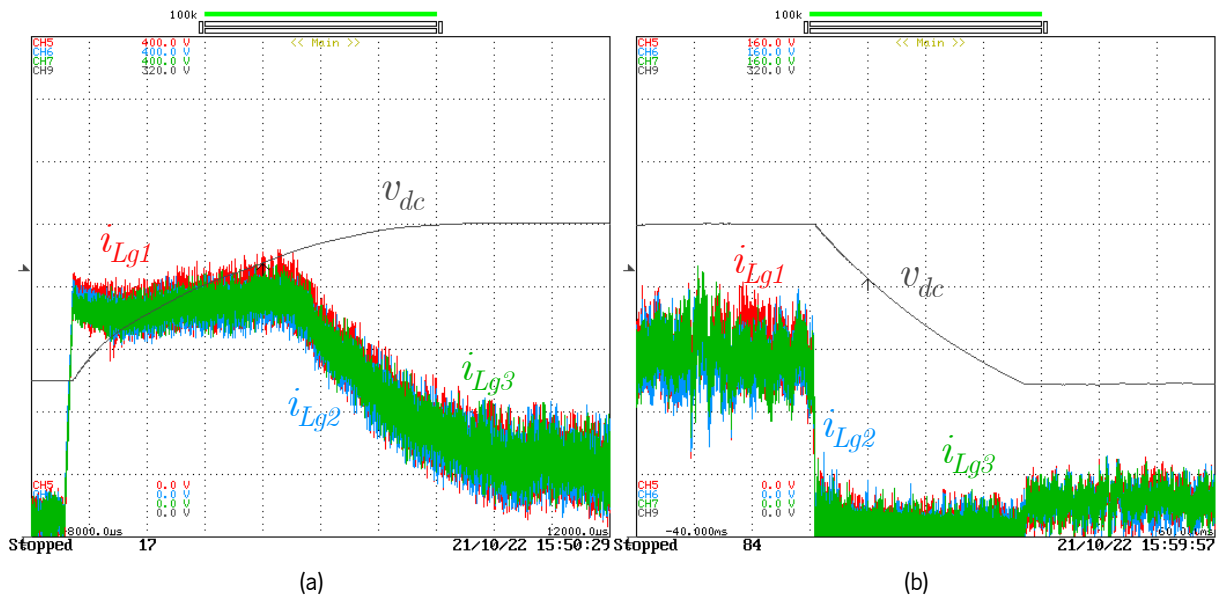 100k
CH5 400.0 V
CH6 400.0 V
CH7 400.0 V
CH9 320.0 V
<< Main >>
v_dc
i_Lg1
i_Lg3
i_Lg2
CH5 0.0 V
0.0 V
0.0 V
CH9 0.0 V
-8000.0us 12000.0us
Stopped 17 21/10/22 15:50:29
(a)
100k
CH5 160.0 V
CH6 160.0 V
CH7 160.0 V
CH9 320.0 V
<< Main >>
i_Lg1
v_dc
i_Lg2
i_Lg3
CH5 0.0 V
CH6 0.0 V
CH7 0.0 V
CH9 0.0 V
-40.000ms
Stopped 84 21/10/22 15:59:57
(b)